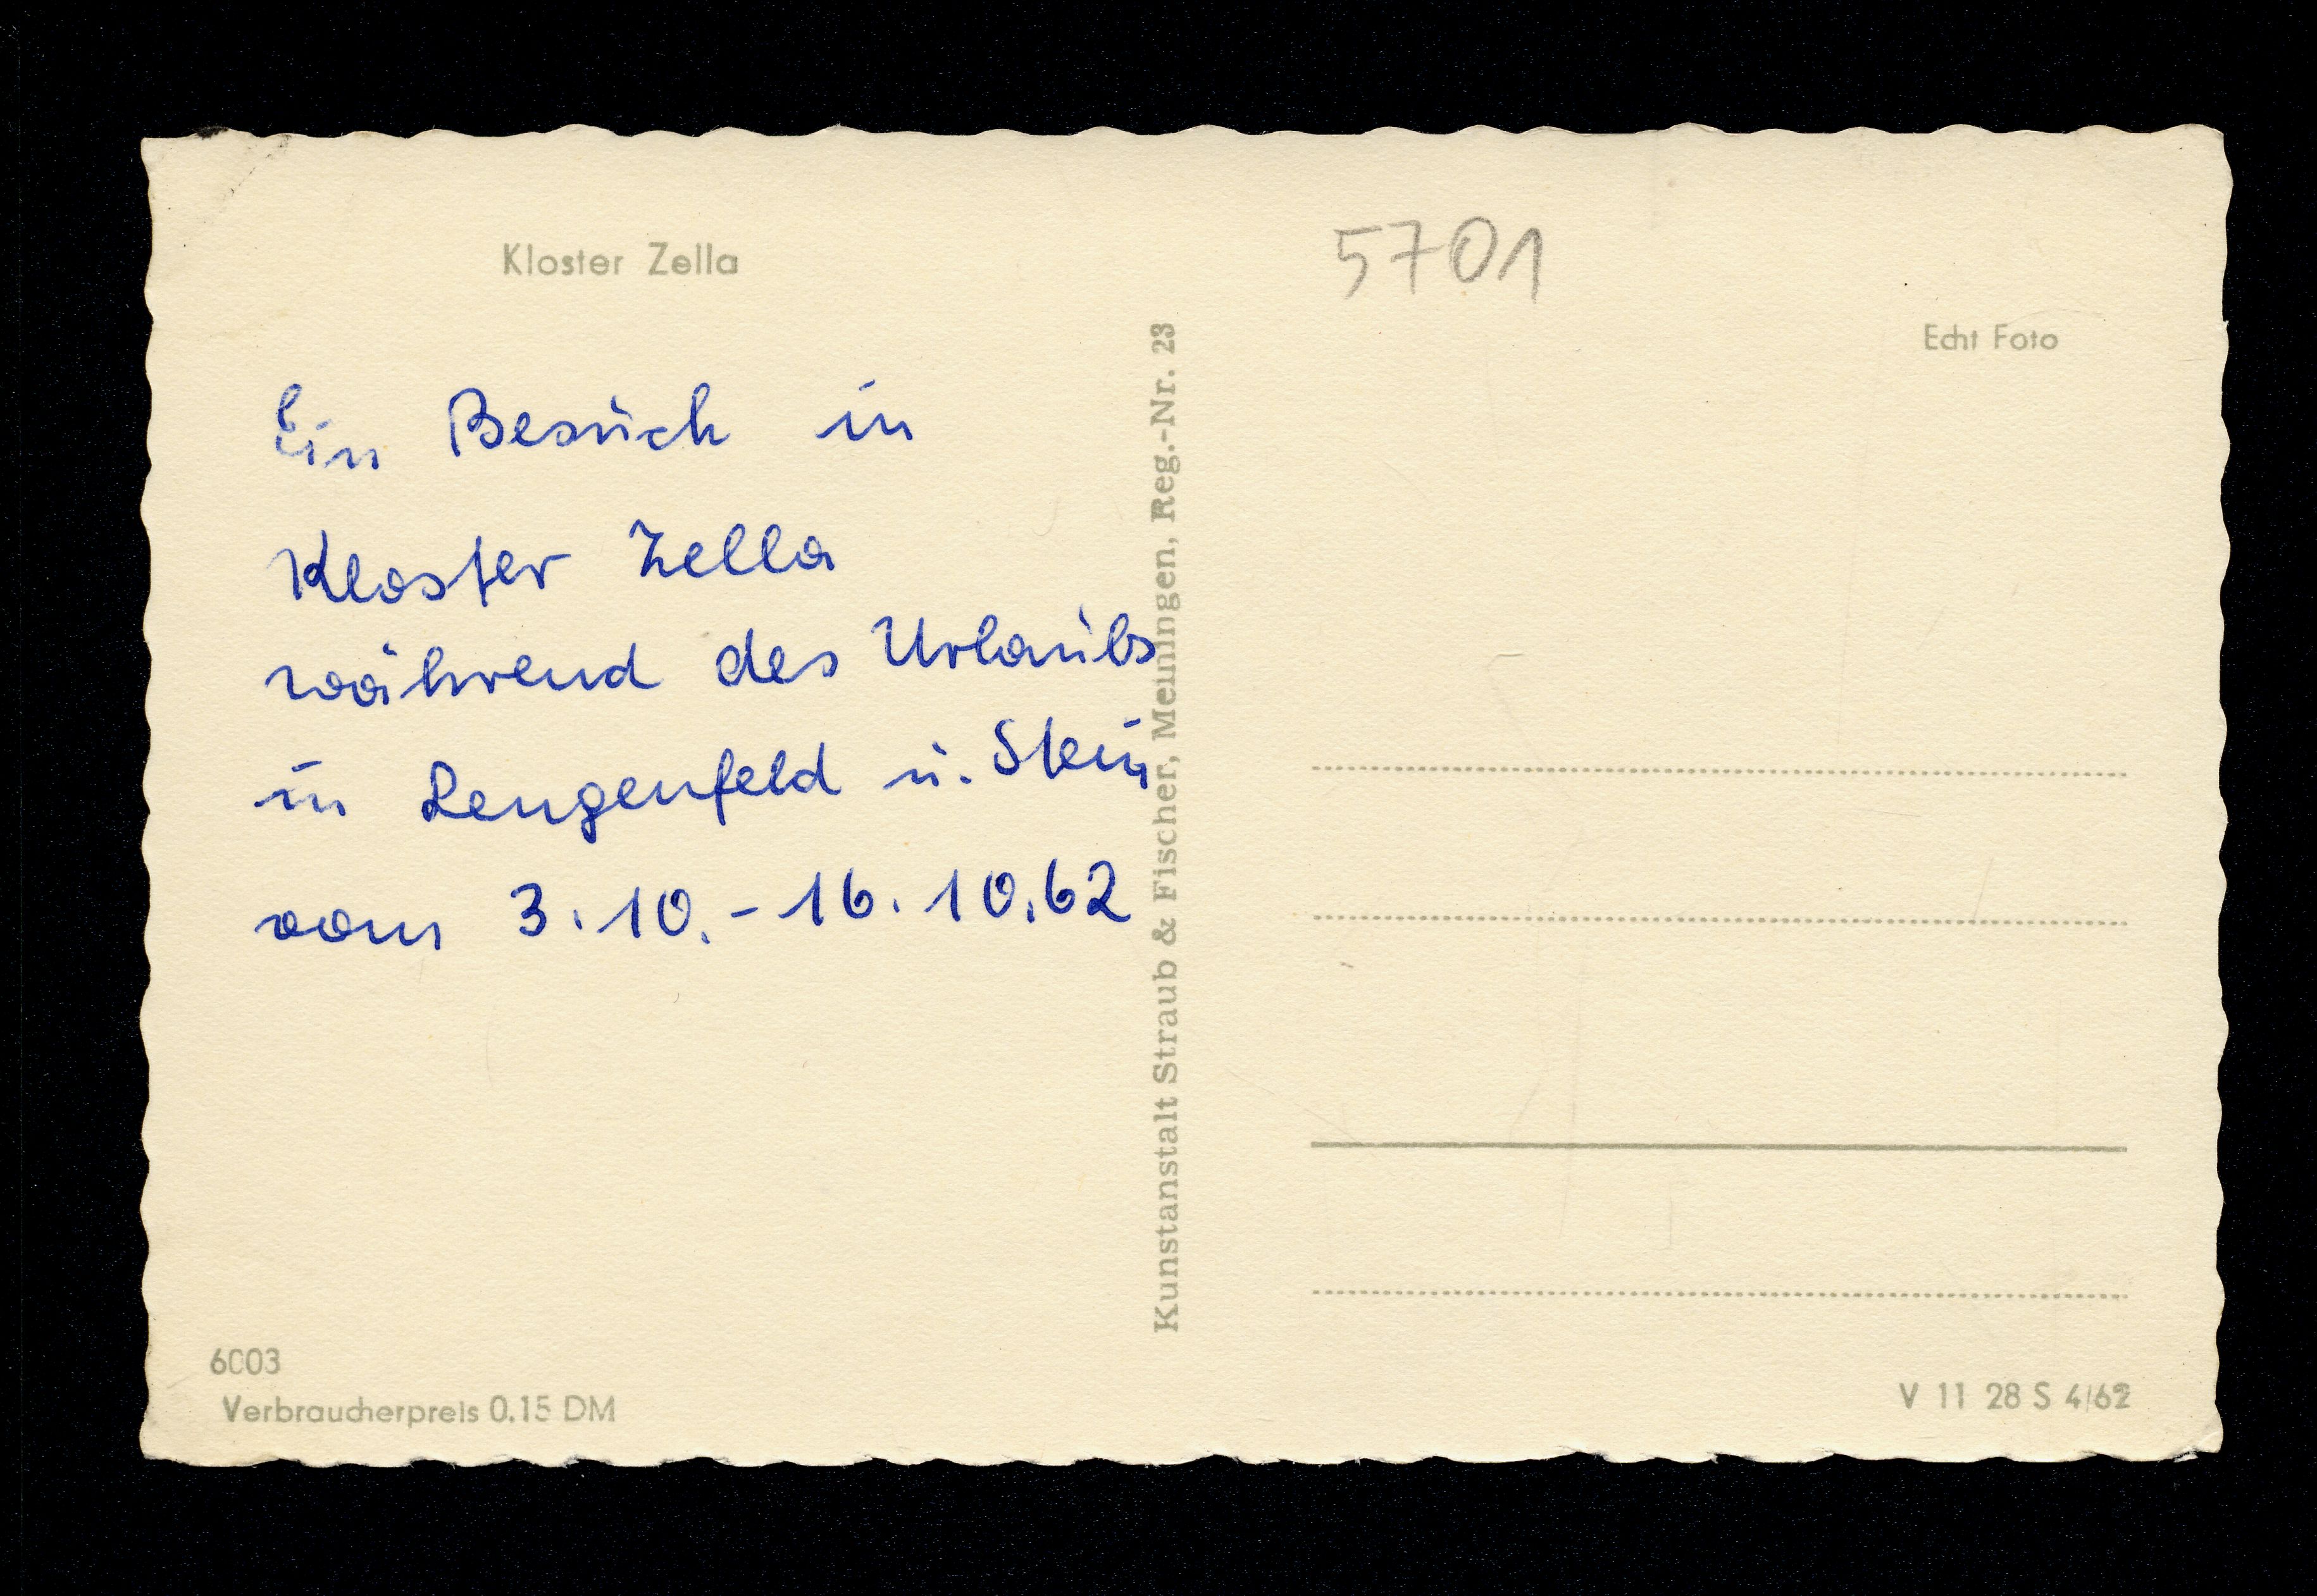 Kloster Zella
5701
Echt Foto
Ein Besuch in
Kloster Zella
während des Urlaubs
in Lengenfeld u. Stein
vom 3.10.-16.10.62
Kunstanstalt Straub & Fischer, Meiningen, Reg.-Nr. 23
6003
Verbraucherpreis 0.15 DM
V 11 28 S 4/62